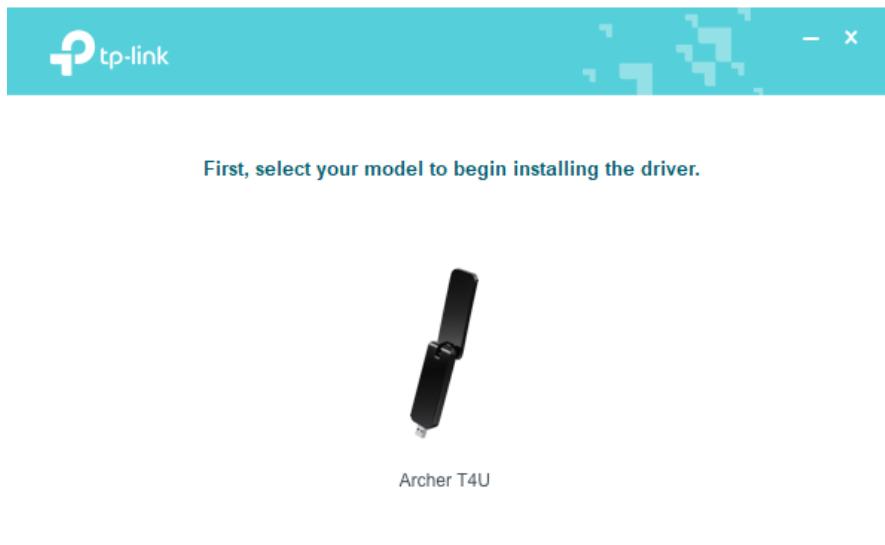 tp-link
First, select your model to begin installing the driver.
Archer T4U